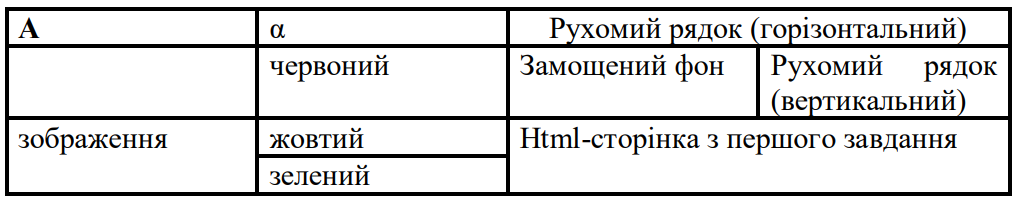 А α Рухомий рядок (горізонтальний)
червоний Замощений фон Рухомий рядок
(вертикальний)
зображення жовтий Html-сторінка з першого завдання
зелений